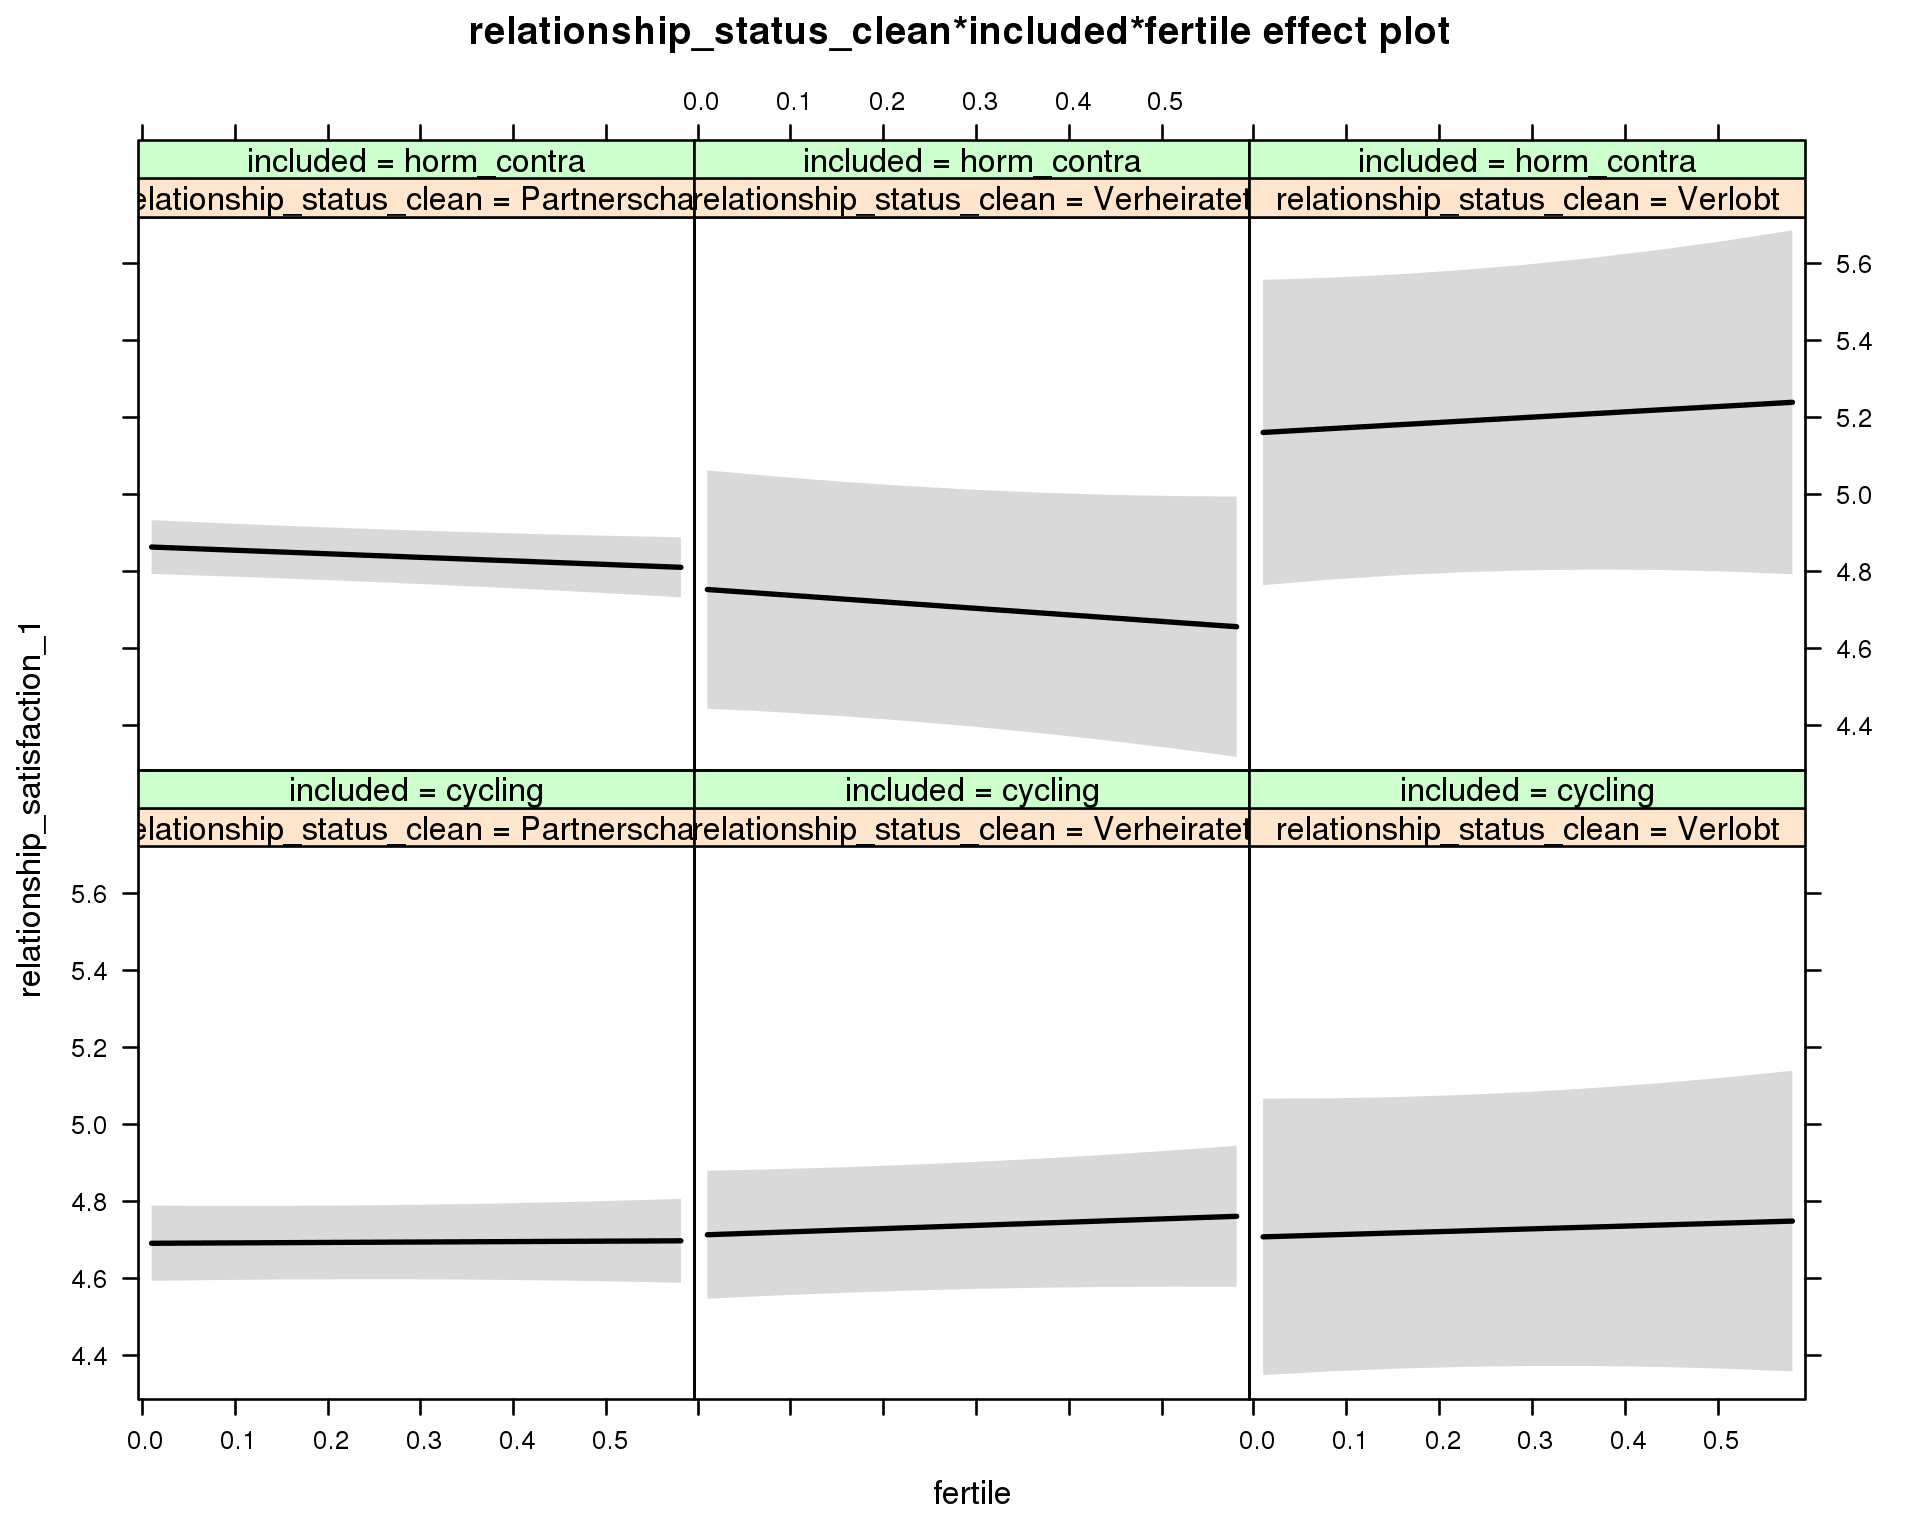 relationship_status_clean*included*fertile effect plot
0.0 0.1 0.2 0.3 0.4 0.5
included = horm_contra included = horm_contra included = horm_contra
elationship_status_clean = Partnerscha relationship_status_clean = Verheiratet relationship_status_clean = Verlobt
5.6
5.4
5.2
5.0
4.8
4.6
4.4
relationship_satisfaction_1
included = cycling included = cycling included = cycling
elationship_status_clean = Partnerscha relationship_status_clean = Verheiratet relationship_status_clean = Verlobt
5.6
5.4
5.2
5.0
4.8
4.6
4.4
0.0 0.1 0.2 0.3 0.4 0.5 0.0 0.1 0.2 0.3 0.4 0.5
fertile